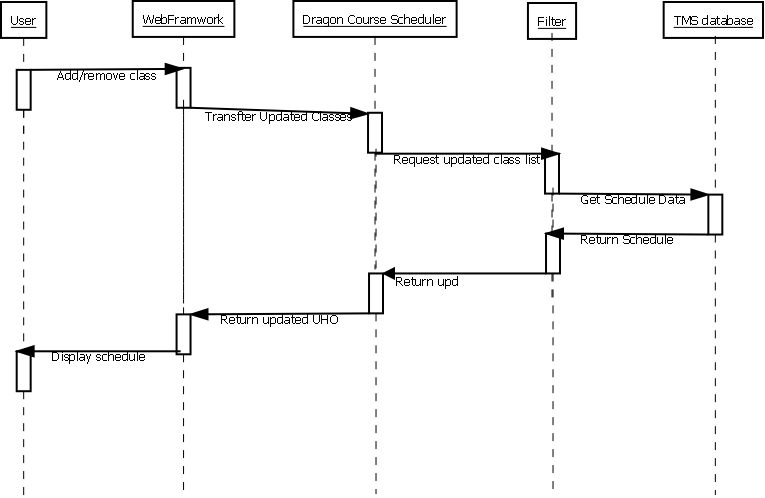 User
WebFramwork
Dragon Course Scheduler
Filter
TMS database
Add/remove class
Transfter Updated Classes
Request updated class list
Get Schedule Data
Return Schedule
Return upd
Return updated UHO
Display schedule